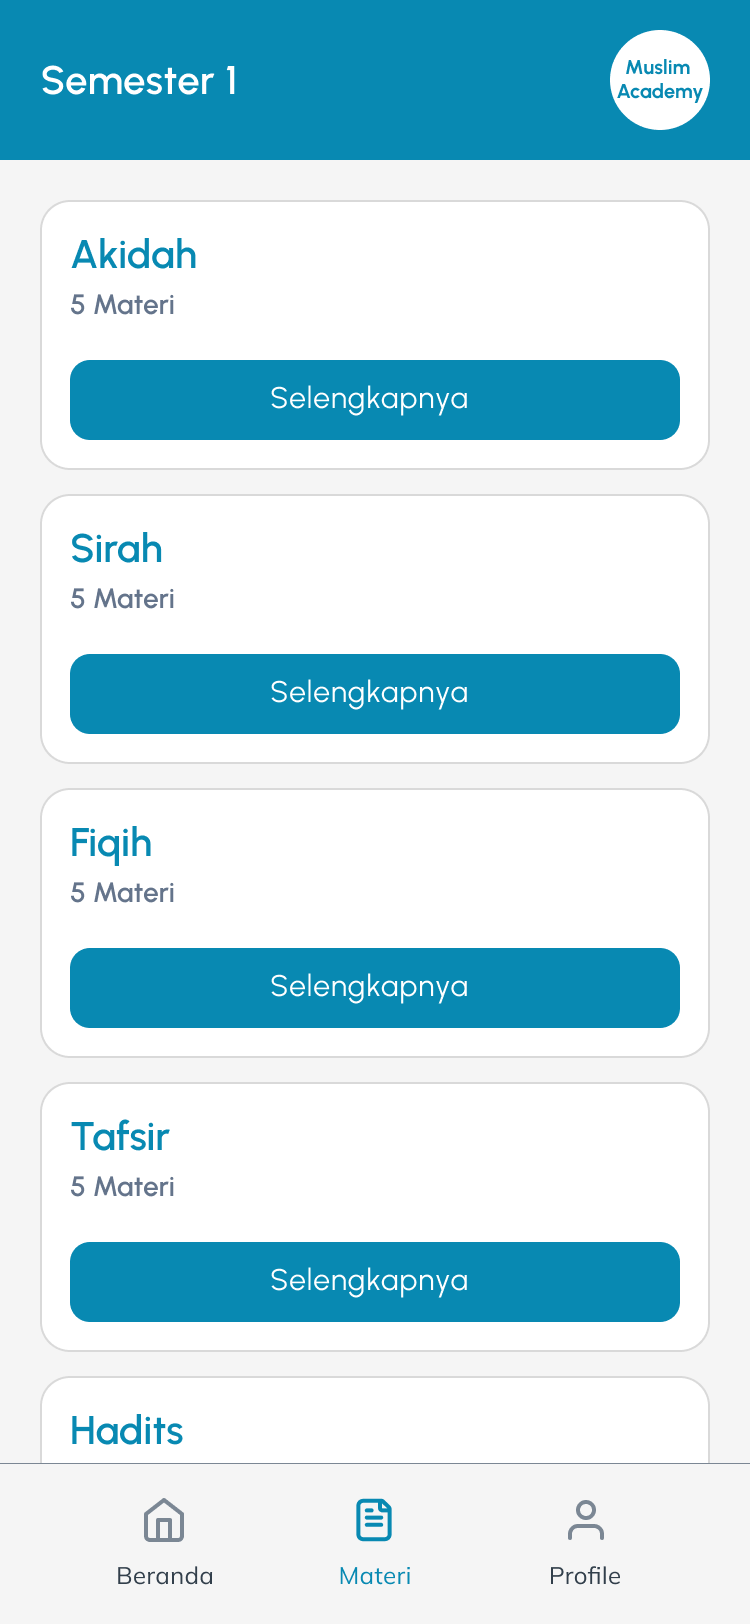 Semester 1
Muslim
Academy
Akidah
5 Materi
Selengkapnya
Sirah
5 Materi
Selengkapnya
Fiqih
5 Materi
Selengkapnya
Tafsir
5 Materi
Selengkapnya
Hadits
Beranda
Materi
Profile